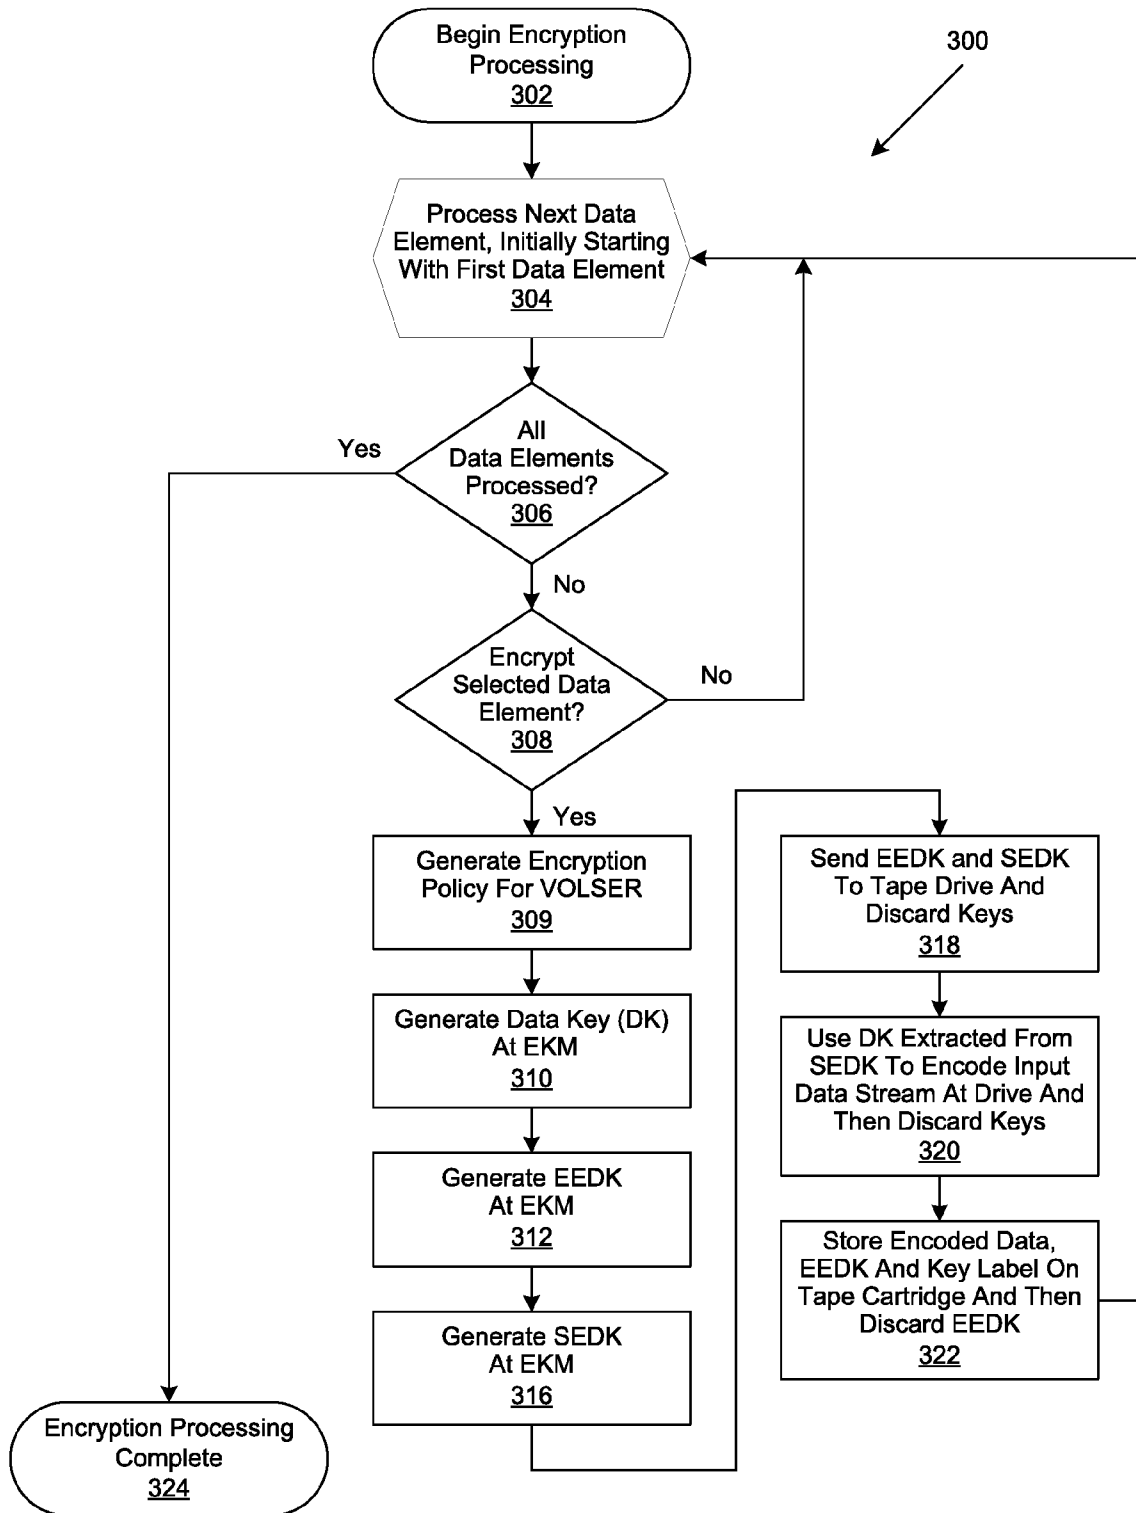 Begin Encryption
Processing
302
300
Process Next Data
Element, Initially Starting
With First Data Element
304
All
Data Elements
Processed?
306
Yes
No
Encrypt
Selected Data
Element?
308
No
Yes
Generate Encryption
Policy For VOLSER
309
Generate Data Key (DK)
At EKM
310
Generate EEDK
At EKM
312
Generate SEDK
At EKM
316
Send EEDK and SEDK
To Tape Drive And
Discard Keys
318
Use DK Extracted From
SEDK To Encode Input
Data Stream At Drive And
Then Discard Keys
320
Store Encoded Data,
EEDK And Key Label On
Tape Cartridge And Then
Discard EEDK
322
Encryption Processing
Complete
324